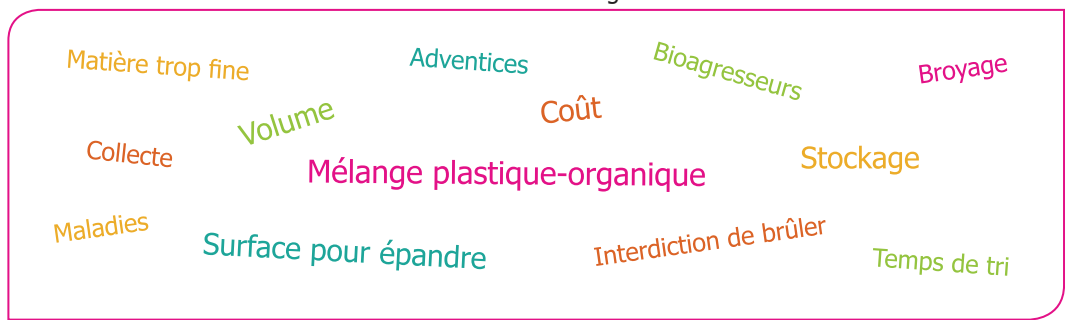 Matière trop fine
Adventices
Bioagresseurs
Broyage
Volume
Coût
Collecte
Mélange plastique-organique
Stockage
Maladies
Surface pour épandre
Interdiction de brûler
Temps de tri